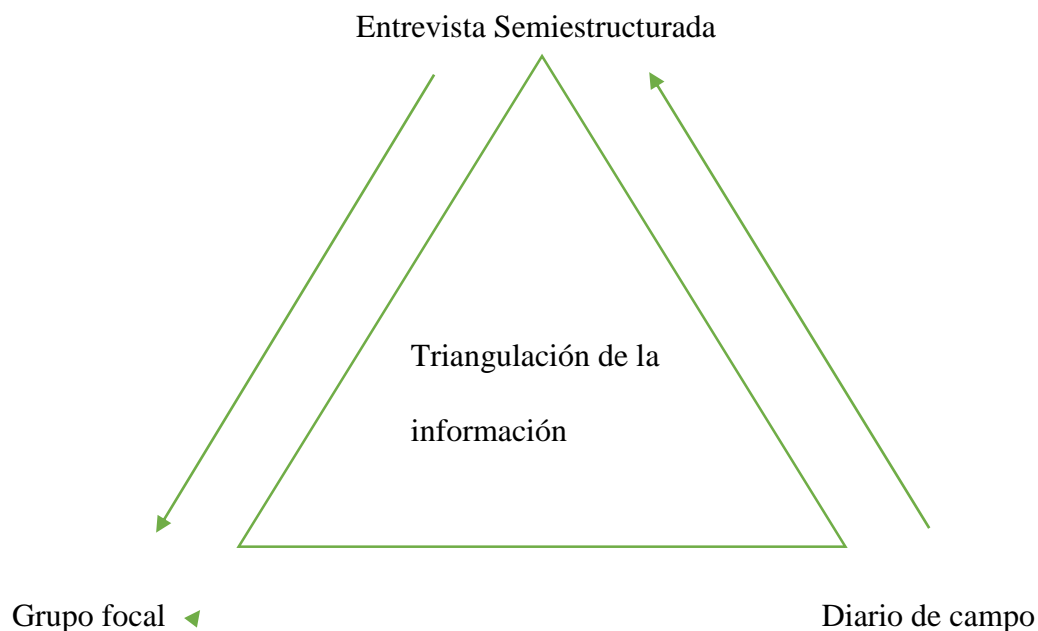 Entrevista Semiestructurada
Triangulación de la
información
Grupo focal
Diario de campo